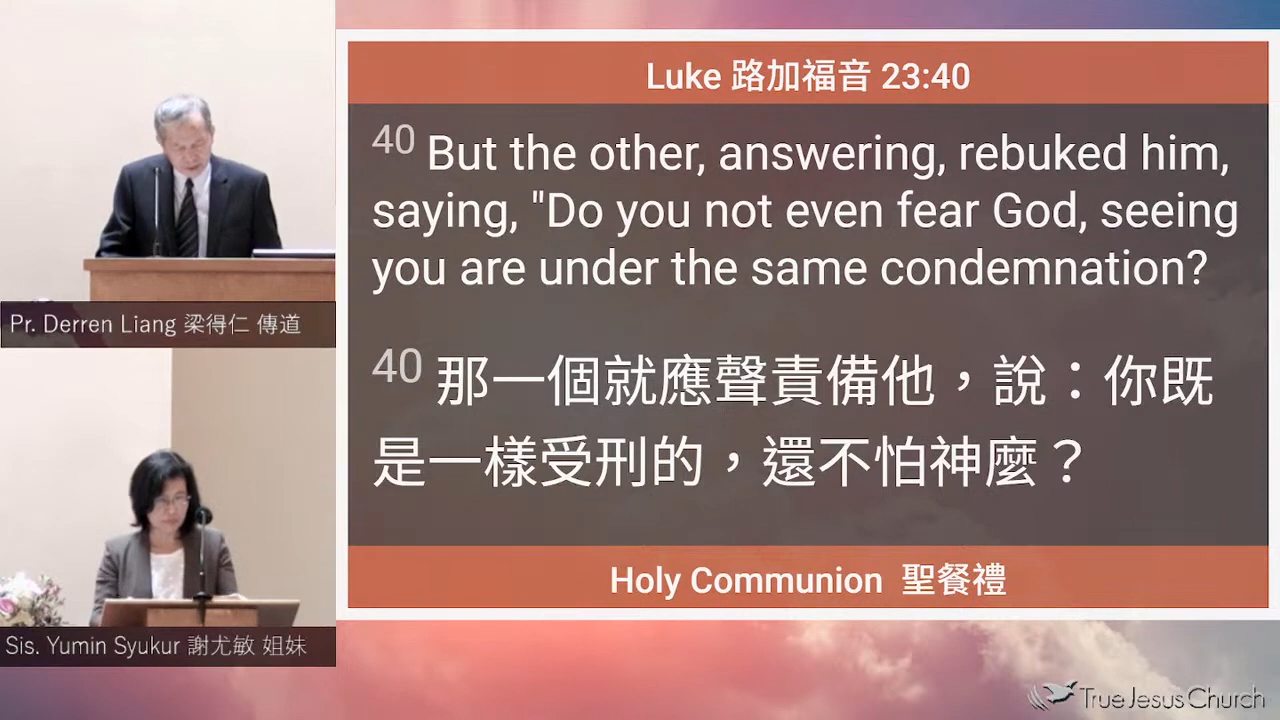 Luke 路加福音 23:40
40 But the other, answering, rebuked him,
saying, "Do you not even fear God, seeing
you are under the same condemnation?
40 那一個就應聲責備他，說：你既
是一樣受刑的，還不怕神麼？
Holy Communion 聖餐禮
Pr. Derren Liang 梁得仁 傳道
Sis. Yumin Syukur 謝尤敏 姐妹
True Jesus Church